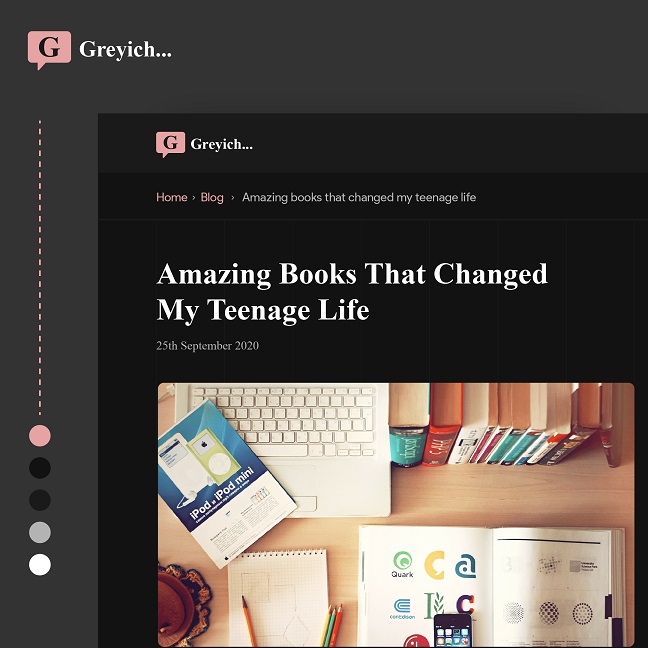 G Greyich...
G Greyich...
Home › Blog › Amazing books that changed my teenage life
Amazing Books That Changed
My Teenage Life
25th September 2020
iPod и iPod mini
Quark
C a
c